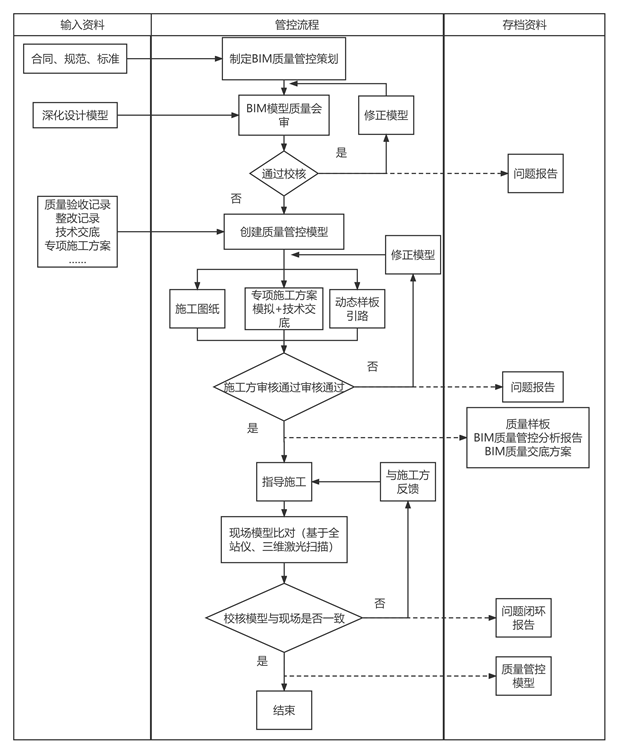 输入资料
管控流程
存档资料
合同、规范、标准
制定BIM质量管控策划
深化设计模型
BIM模型质量会
审
修正模型
是
通过校核
问题报告
否
质量验收记录
整改记录
技术交底
专项施工方案
......
创建质量管控模型
修正模型
施工图纸
专项施工方案
模拟+技术交
底
动态样板
引路
否
施工方审核通过审核通过
问题报告
是
质量样板
BIM质量管控分析报告
BIM质量交底方案
指导施工
与施工方
反馈
现场模型比对（基于全
站仪、三维激光扫描）
否
校核模型与现场是否一致
问题闭环
报告
是
质量管控
模型
结束